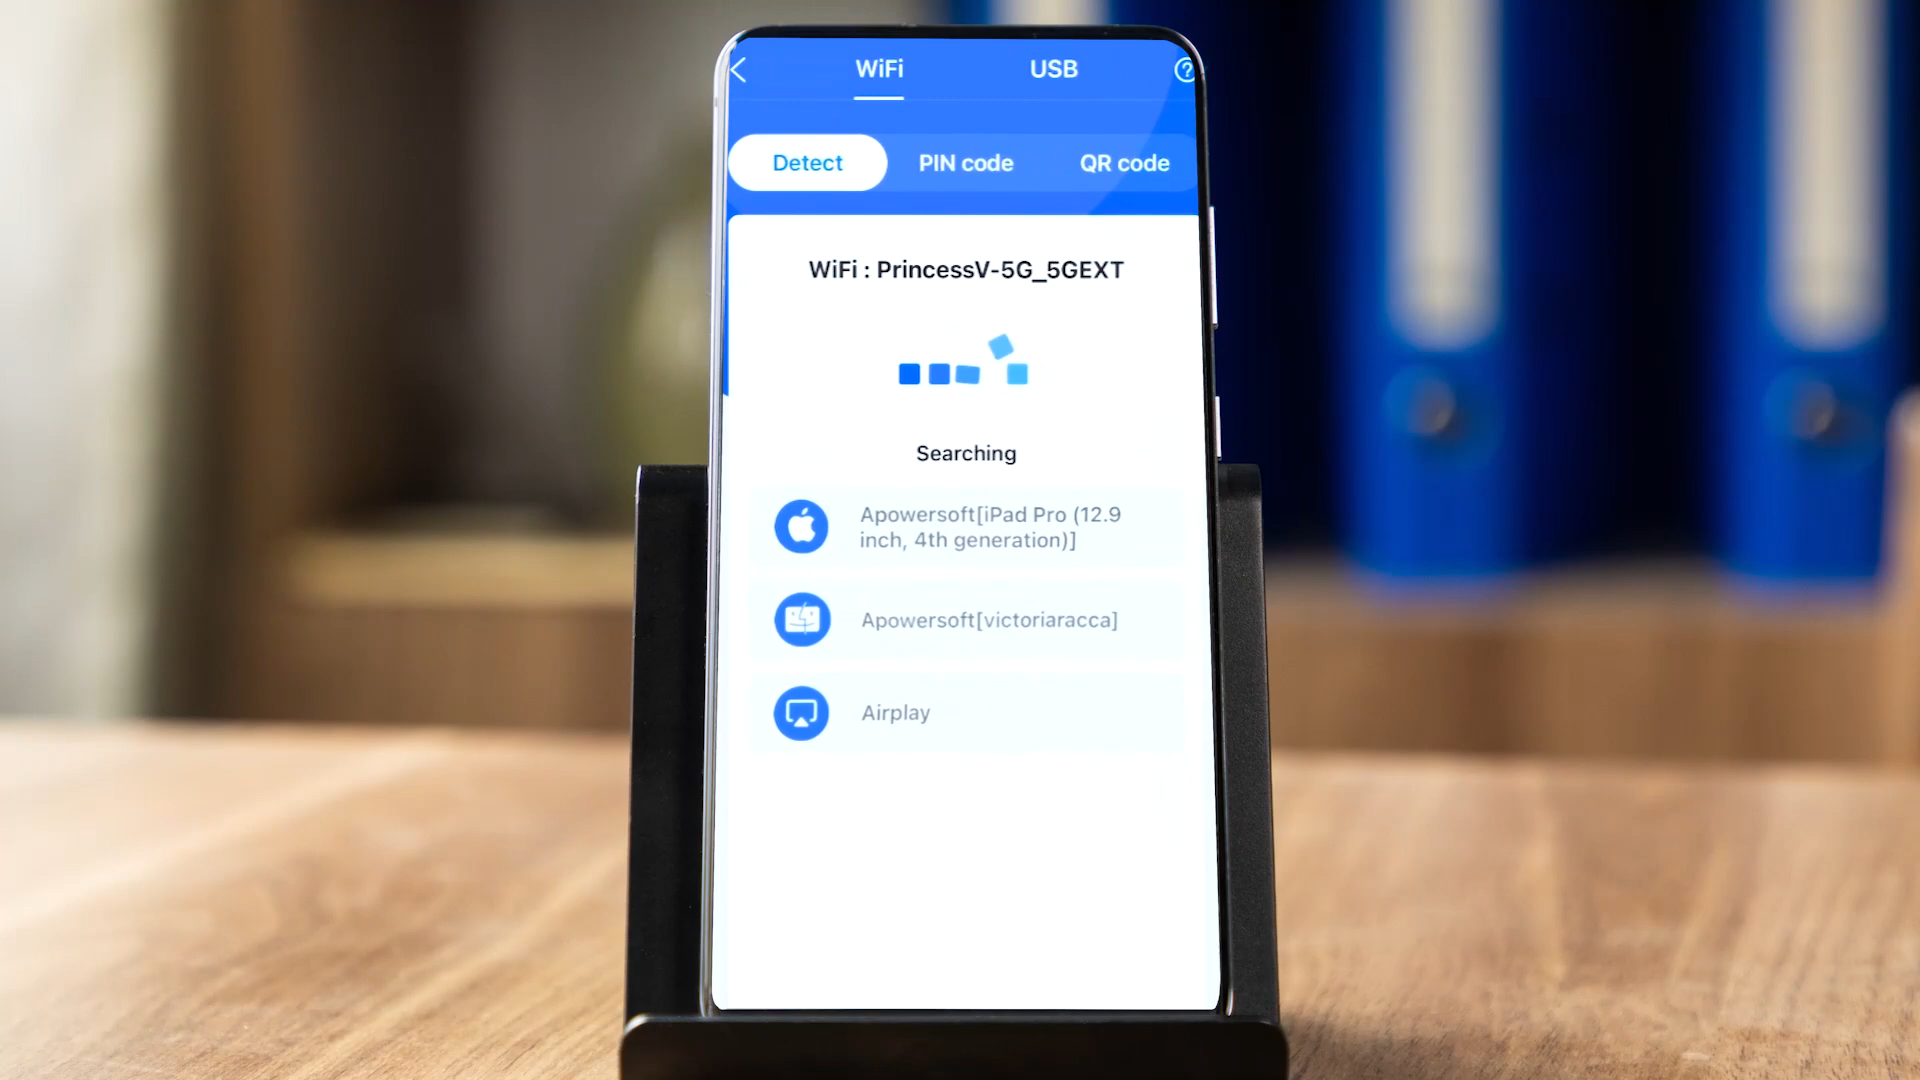 WiFi USB ?
Detect PIN code QR code
WiFi : PrincessV-5G_5GEXT
Searching
Apowersoft[iPad Pro (12.9
inch, 4th generation)]
Apowersoft[victoriaracca]
Airplay